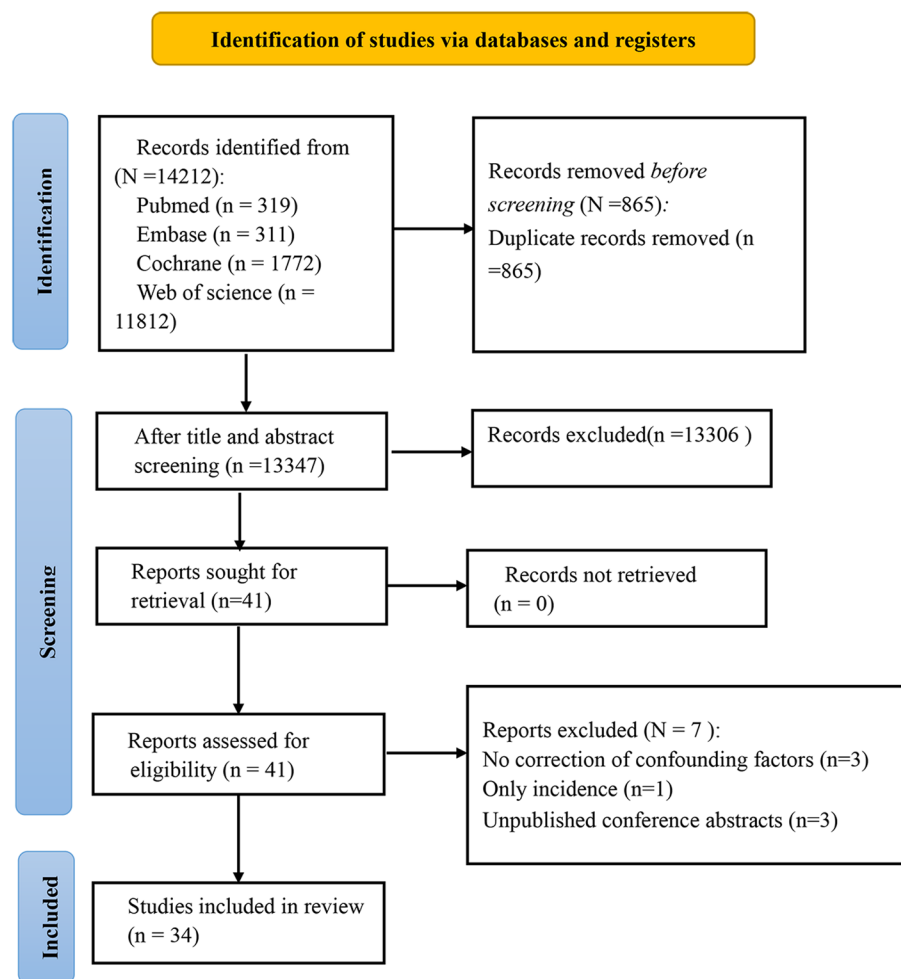 Identification of studies via databases and registers
Identification
Records identified from
(N =14212):
Pubmed (n = 319)
Embase (n = 311)
Cochrane (n = 1772)
Web of science (n =
11812)
Records removed before
screening (N =865):
Duplicate records removed (n
=865)
Screening
After title and abstract
screening (n =13347)
Records excluded(n =13306 )
Reports sought for
retrieval (n=41)
Records not retrieved
(n = 0)
Reports assessed for
eligibility (n = 41)
Reports excluded (N = 7 ):
No correction of confounding factors (n=3)
Only incidence (n=1)
Unpublished conference abstracts (n=3)
Included
Studies included in review
(n = 34)